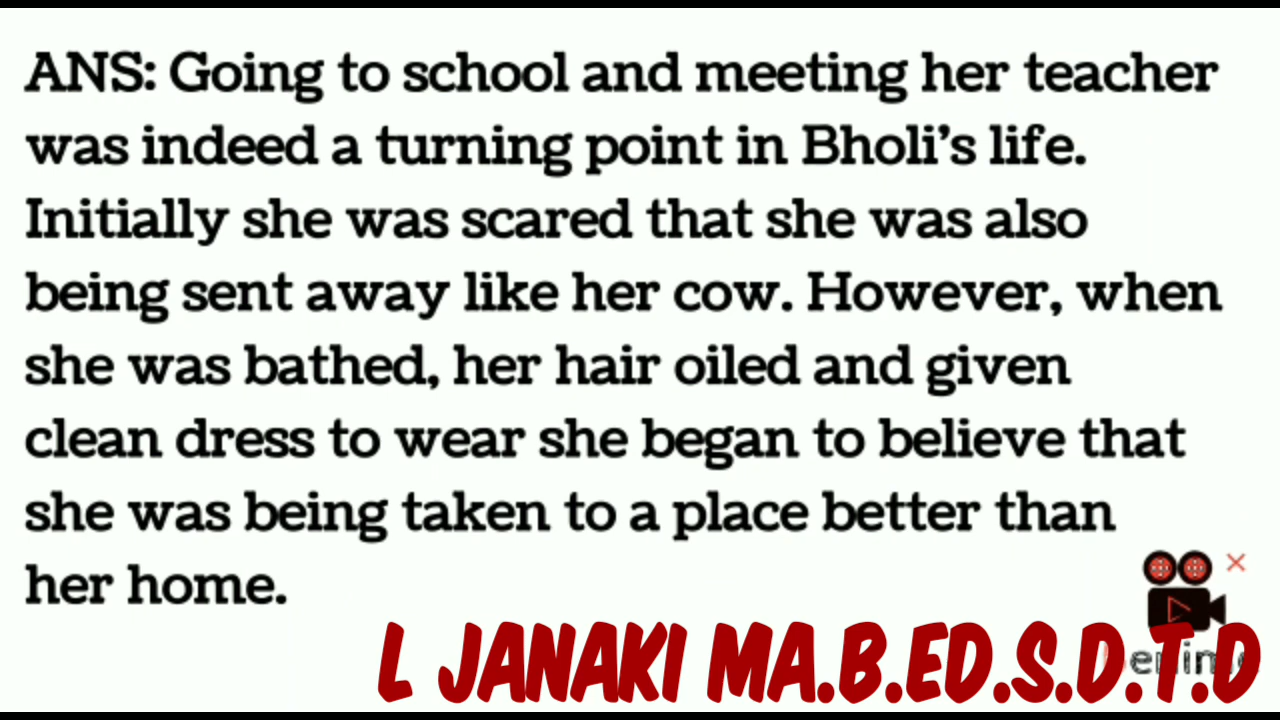 ANS: Going to school and meeting her teacher
was indeed a turning point in Bholi's life.
Initially she was scared that she was also
being sent away like her cow. However, when
she was bathed, her hair oiled and given
clean dress to wear she began to believe that
she was being taken to a place better than
her home.
L JANAKI MA.B.ED.S.D.T.D